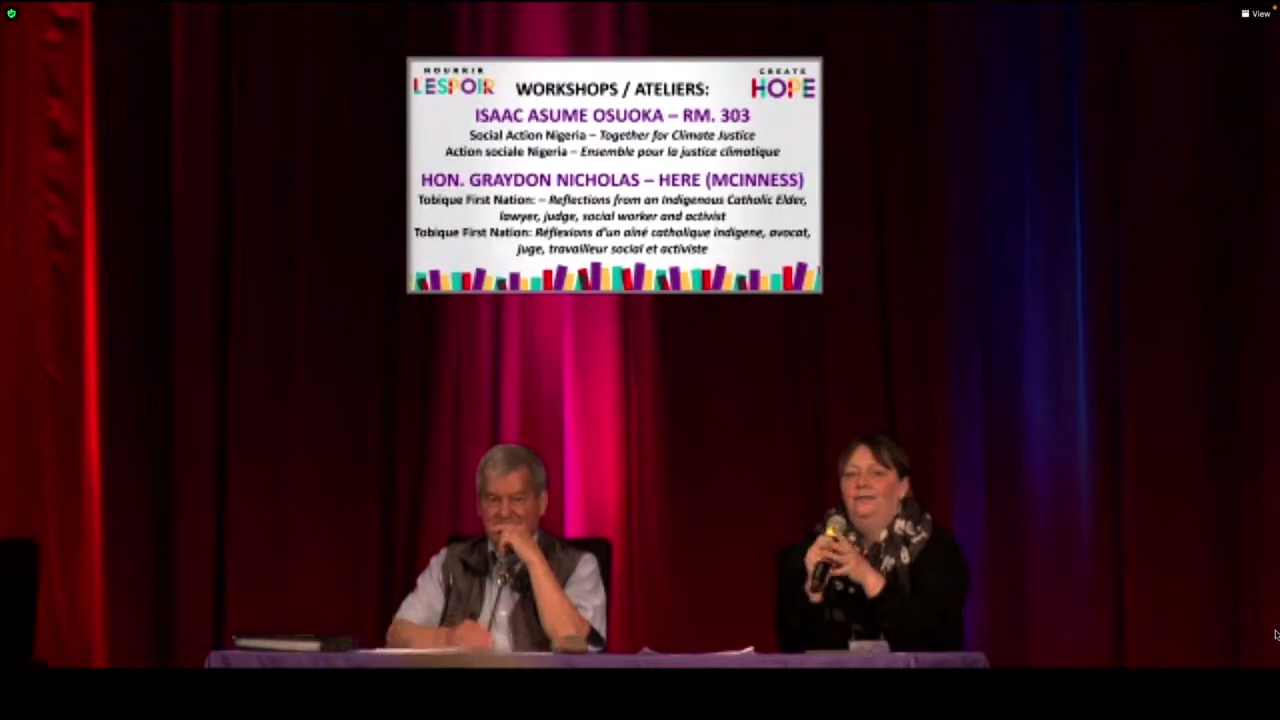 View
NOURRIR
L'ESPOIR
CREATE
HOPE
WORKSHOPS / ATELIERS:
ISAAC ASUME OSUOKA – RM. 303
Social Action Nigeria – Together for Climate Justice
Action sociale Nigeria – Ensemble pour la justice climatique
HON. GRAYDON NICHOLAS – HERE (MCINNESS)
Tobique First Nation: – Reflections from an Indigenous Catholic Elder,
lawyer, judge, social worker and activist
Tobique First Nation: Réflexions d'un aîné catholique indigène, avocat,
juge, travailleur social et activiste